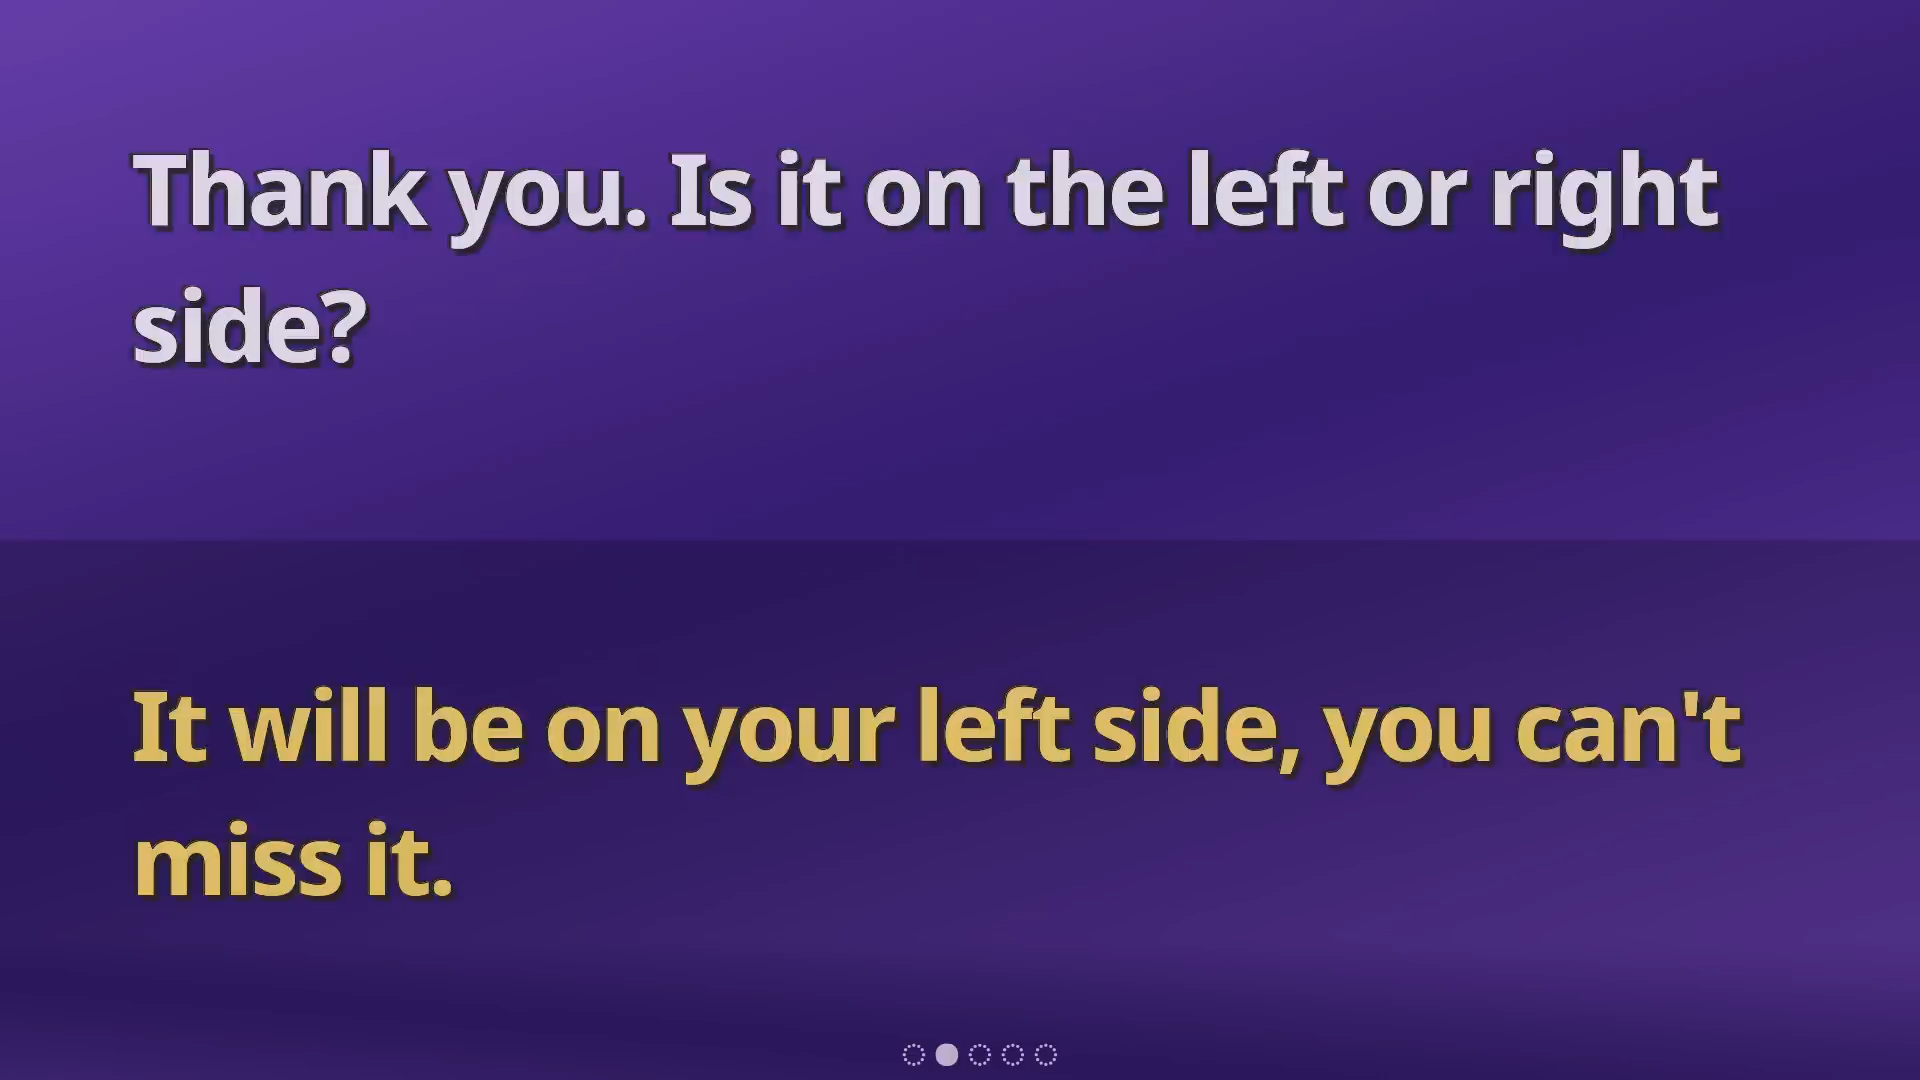 Thank you. Is it on the left or right
side?
It will be on your left side, you can't
miss it.